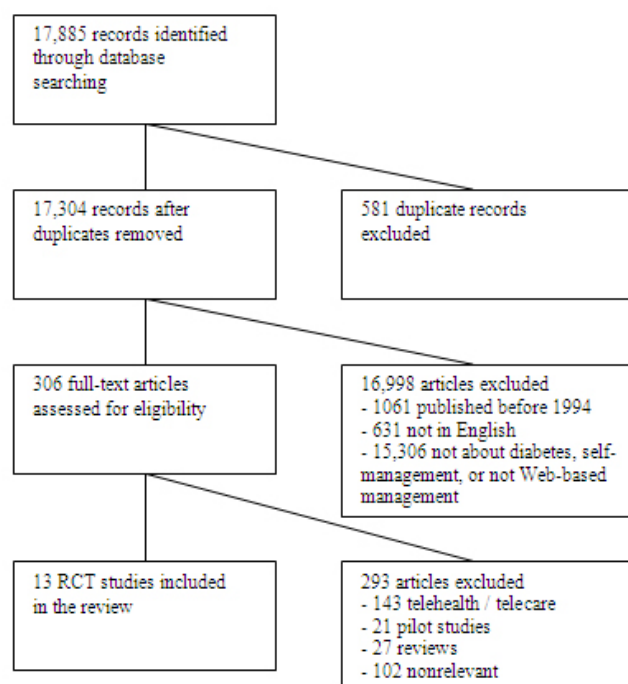 17,885 records identified
through database
searching
17,304 records after
duplicates removed
581 duplicate records
excluded
306 full-text articles
assessed for eligibility
16,998 articles excluded
- 1061 published before 1994
- 631 not in English
- 15,306 not about diabetes, self-
management, or not Web-based
management
13 RCT studies included
in the review
293 articles excluded
- 143 telehealth / telecare
- 21 pilot studies
- 27 reviews
- 102 nonrelevant